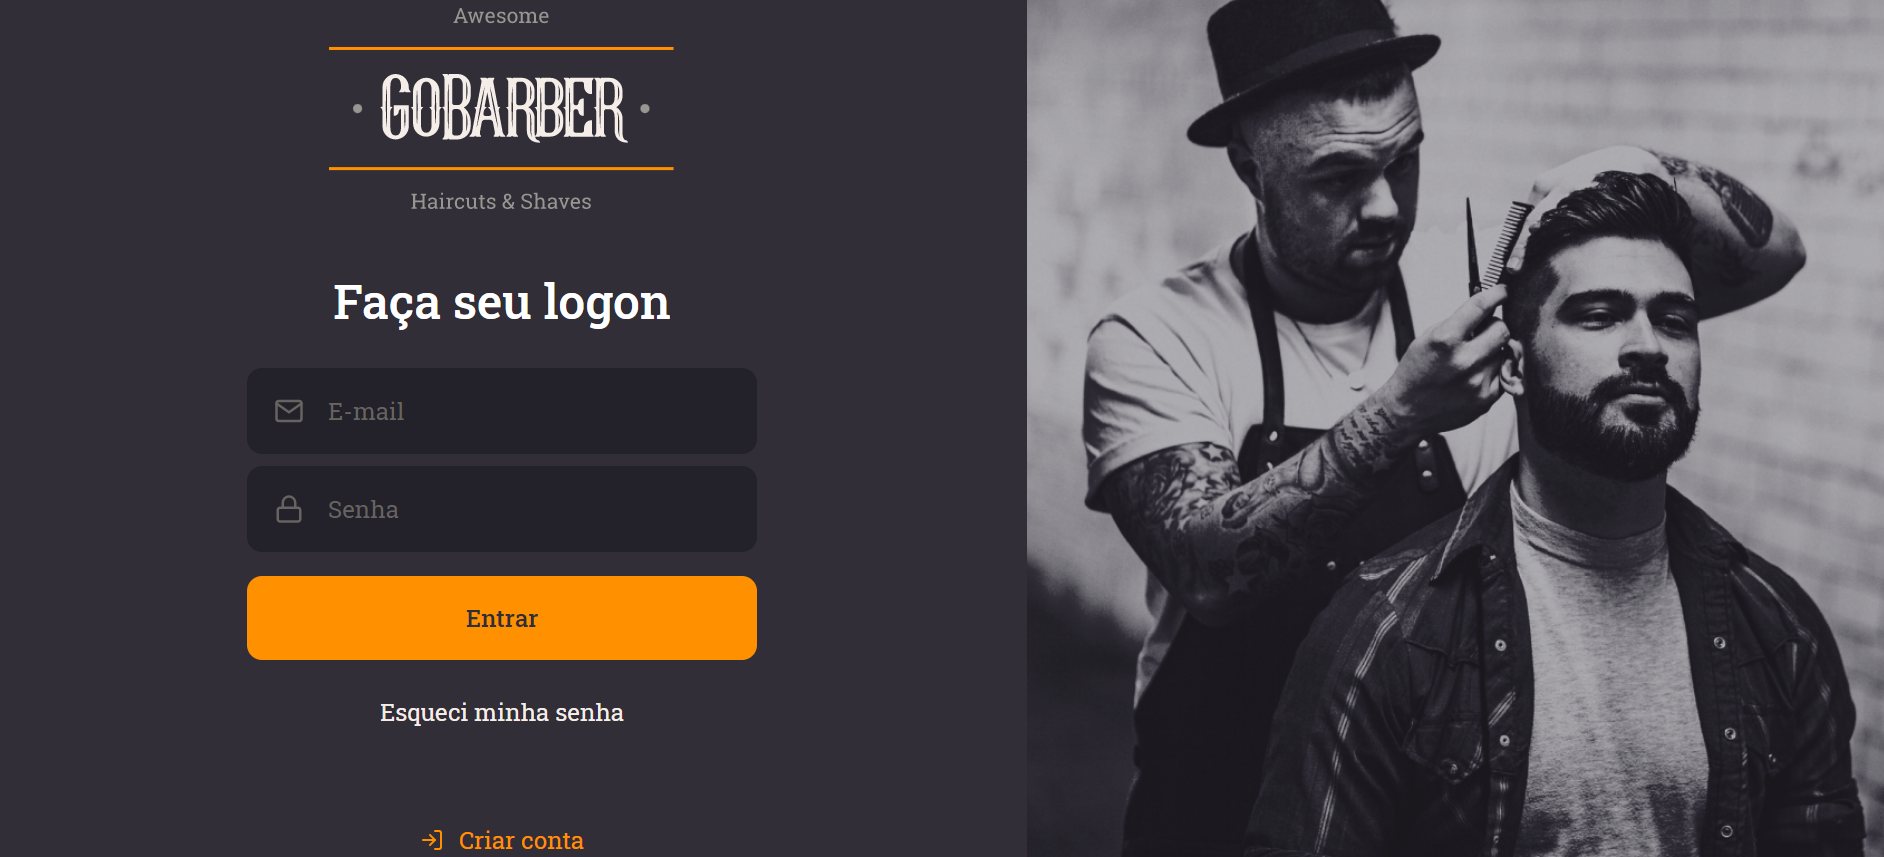 Awesome
GOBARBER
Haircuts & Shaves
Faça seu logon
E-mail
Senha
Entrar
Esqueci minha senha
Criar conta